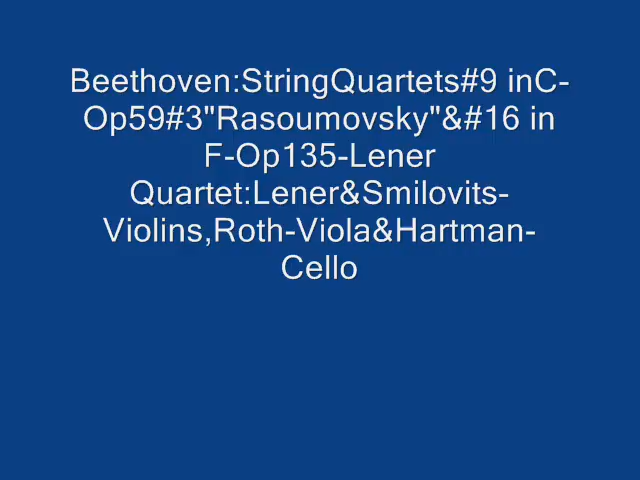 Beethoven:StringQuartets#9 inC-
Op59#3"Rasoumovsky"&#16 in
F-Op135-Lener
Quartet:Lener&Smilovits-
Violins,Roth-Viola&Hartman-
Cello